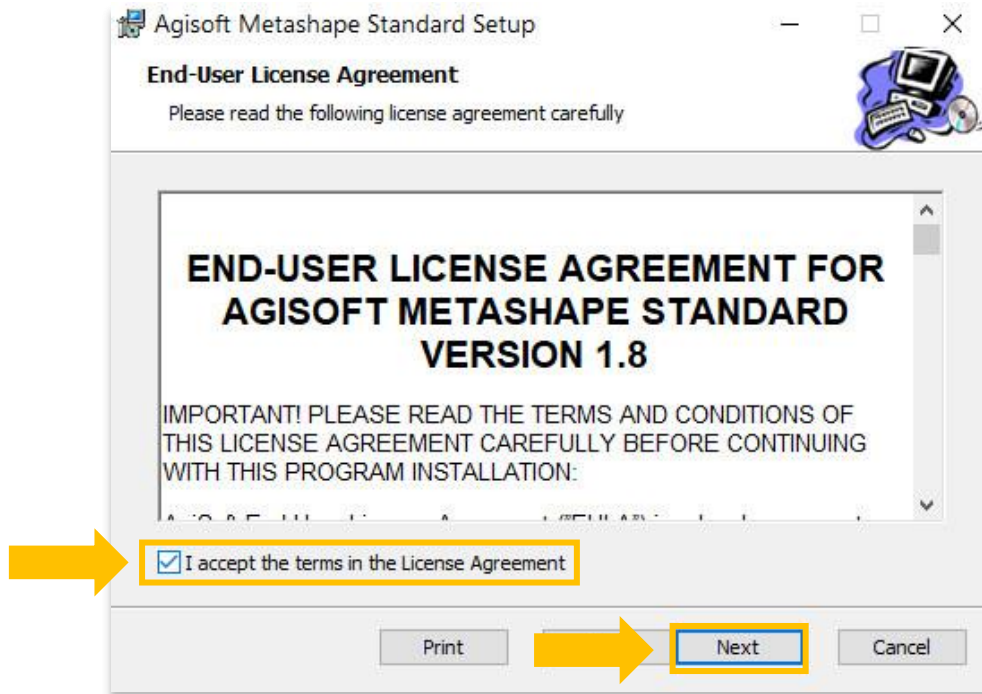 Agisoft Metashape Standard Setup
End-User License Agreement
Please read the following license agreement carefully
END-USER LICENSE AGREEMENT FOR
AGISOFT METASHAPE STANDARD
VERSION 1.8
IMPORTANT! PLEASE READ THE TERMS AND CONDITIONS OF
THIS LICENSE AGREEMENT CAREFULLY BEFORE CONTINUING
WITH THIS PROGRAM INSTALLATION:
I accept the terms in the License Agreement
Print Next Cancel